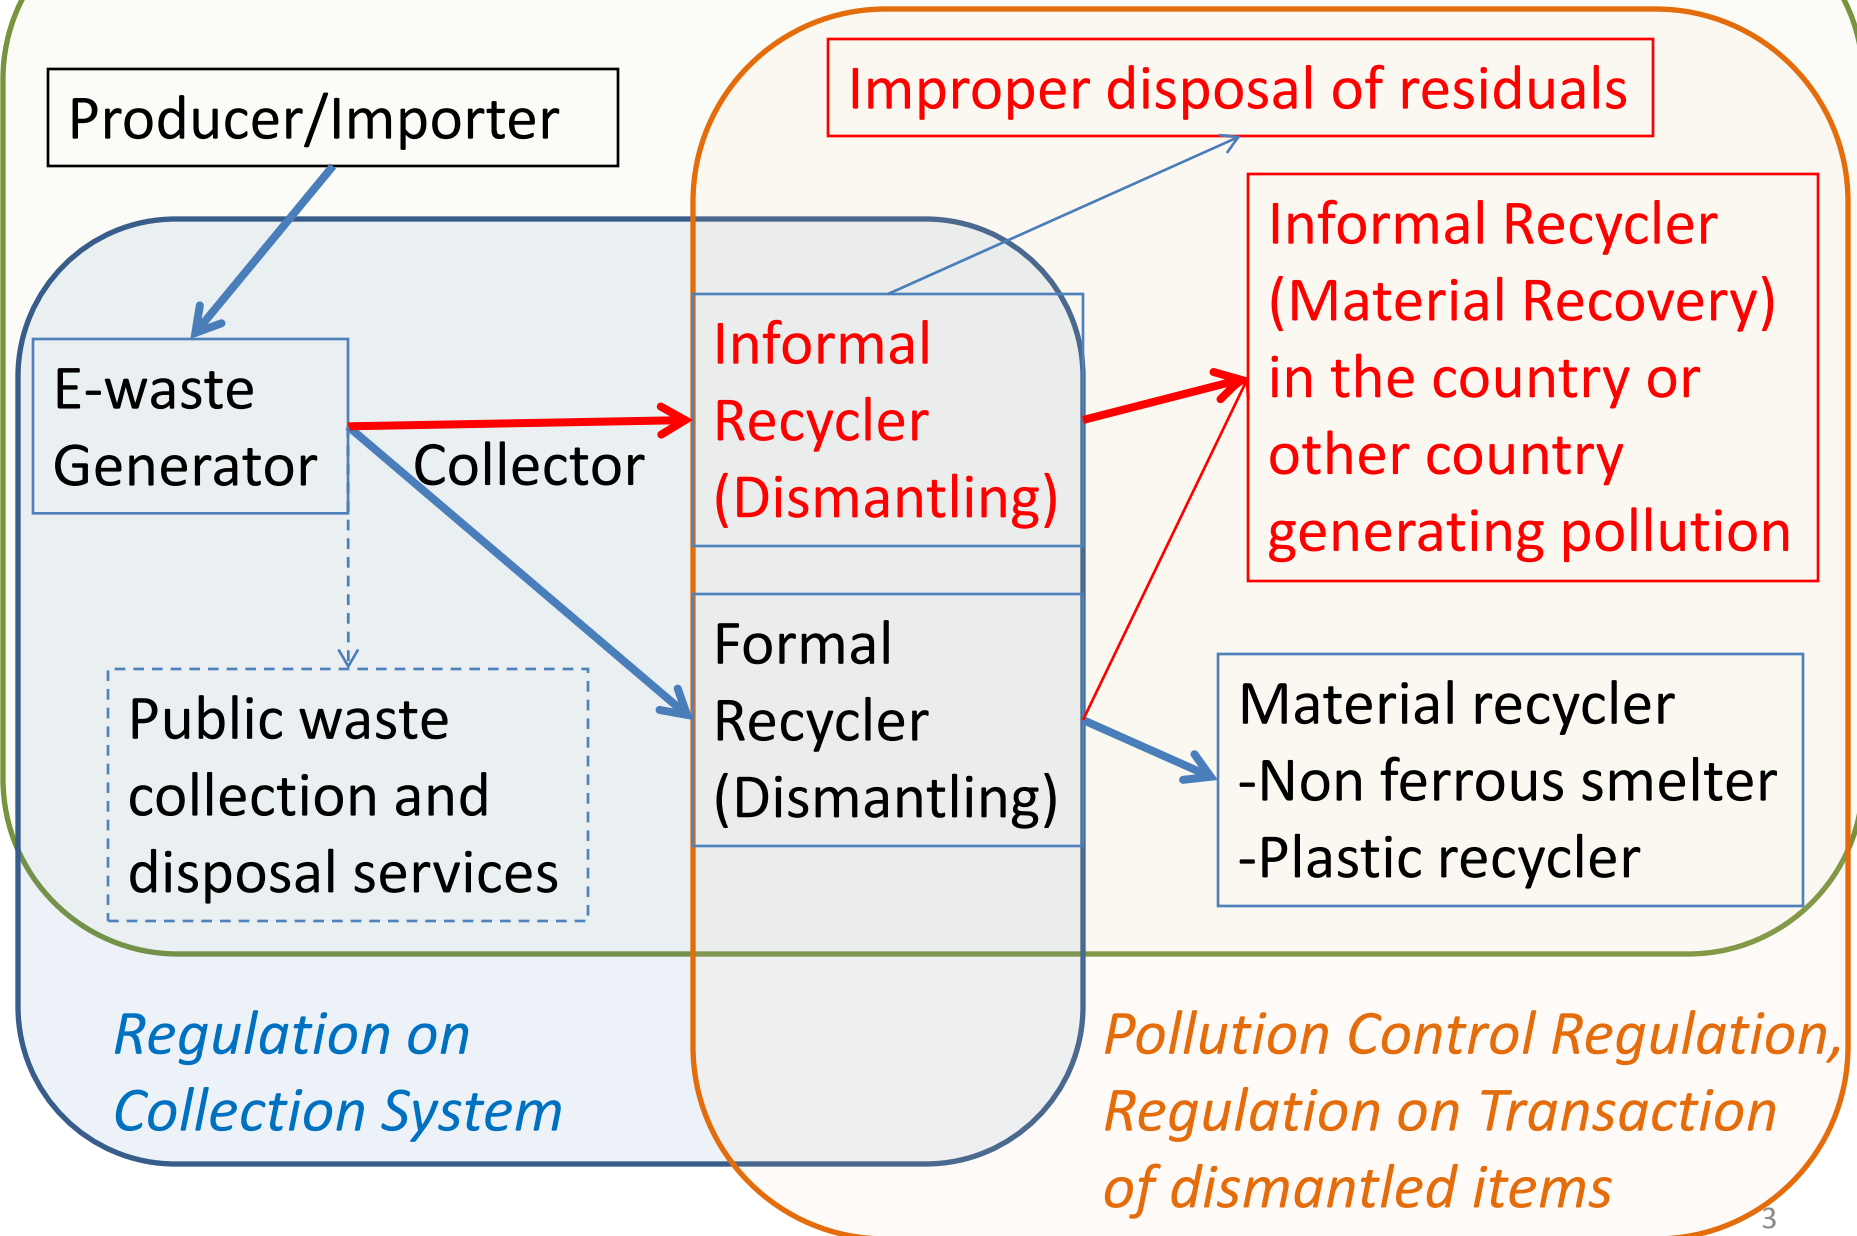 Producer/Importer
Improper disposal of residuals
E-waste
Generator
Collector
Informal
Recycler
(Dismantling)
Informal Recycler
(Material Recovery)
in the country or
other country
generating pollution
Public waste
collection and
disposal services
Formal
Recycler
(Dismantling)
Material recycler
-Non ferrous smelter
-Plastic recycler
Regulation on
Collection System
Pollution Control Regulation,
Regulation on Transaction
of dismantled items
3